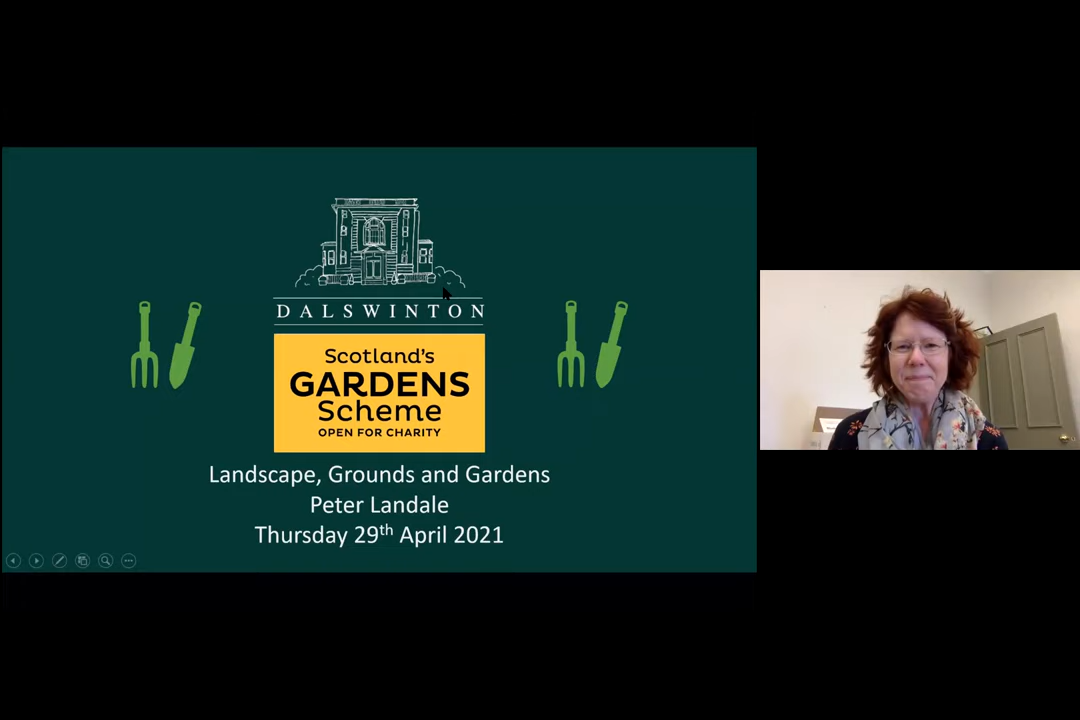 DALSWINTON
Scotland's
GARDENS
Scheme
OPEN FOR CHARITY
Landscape, Grounds and Gardens
Peter Landale
Thursday 29th April 2021